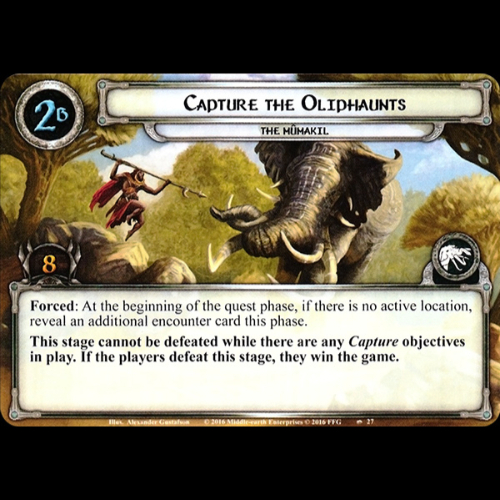 2B
CAPTURE THE OLIPHAUNTS
THE MÛMAKIL
8
Forced: At the beginning of the quest phase, if there is no active location,
reveal an additional encounter card this phase.
This stage cannot be defeated while there are any Capture objectives
in play. If the players defeat this stage, they win the game.
Illus. Alexander Gustafson © 2016 Middle-earth Enterprises © 2016 FFG 27